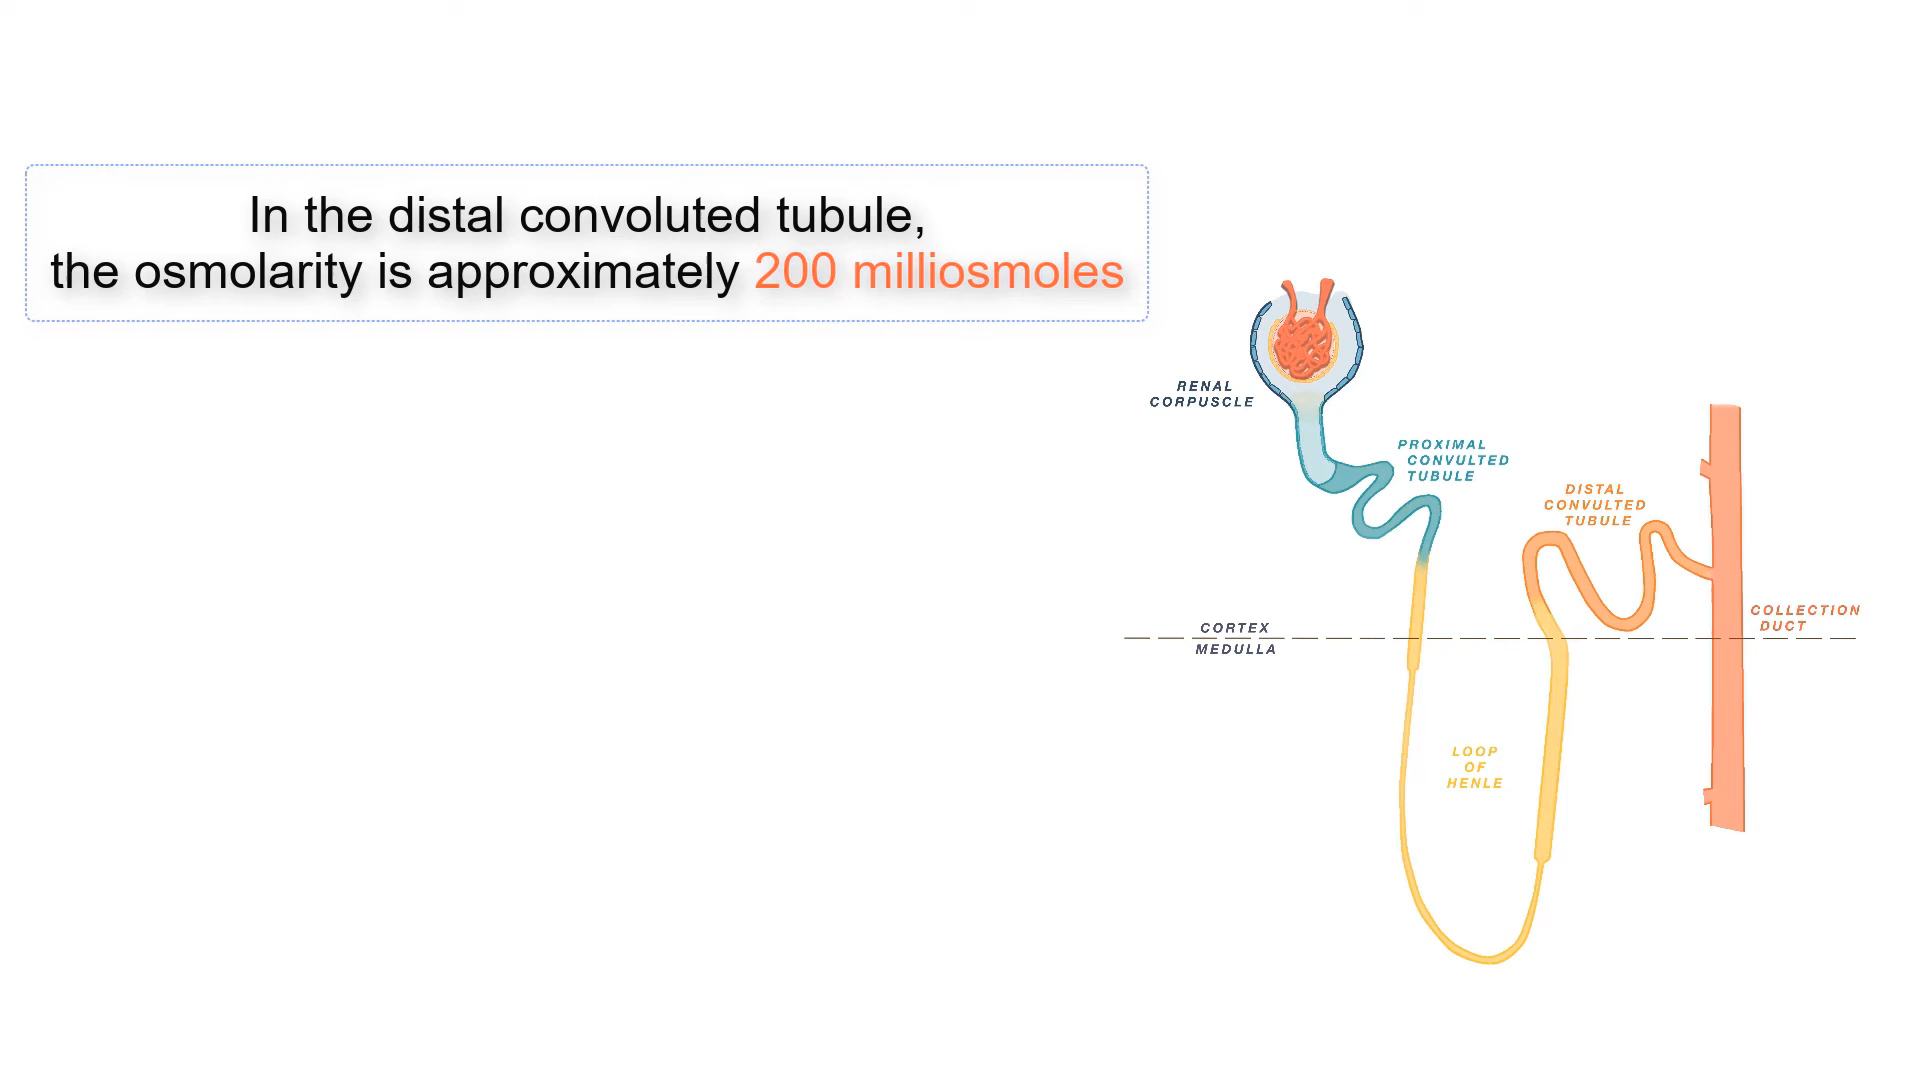 In the distal convoluted tubule,
the osmolarity is approximately 200 milliosmoles
RENAL
CORPUSCLE
PROXIMAL
CONVULTED
TUBULE
DISTAL
CONVULTED
TUBULE
COLLECTION
DUCT
CORTEX
MEDULLA
LOOP
OF
HENLE